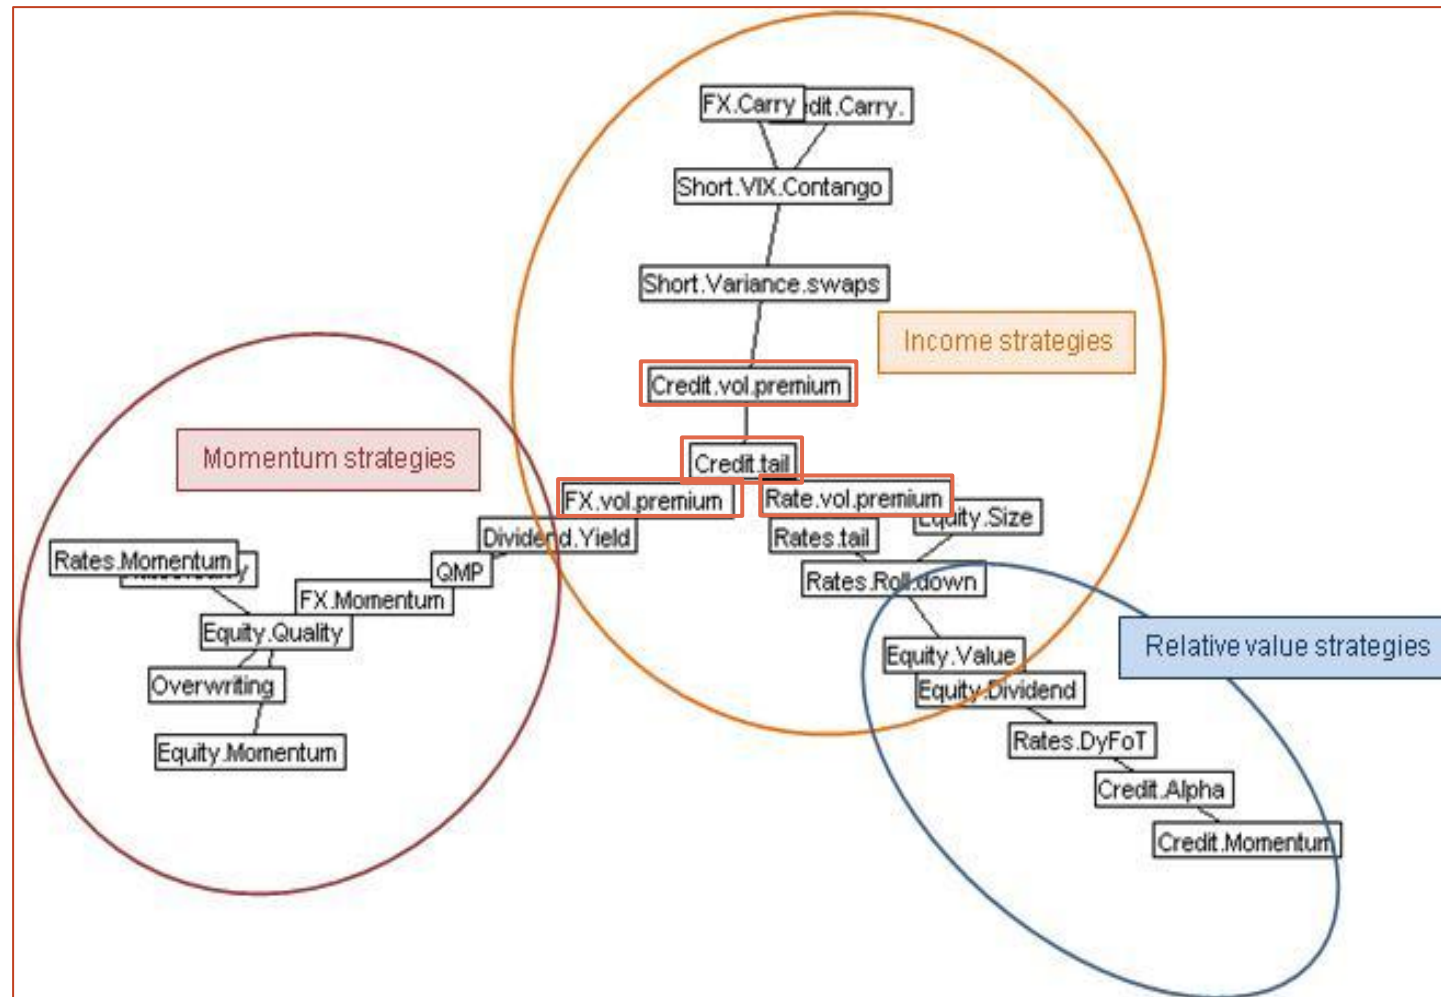 FX.Carry
edit.Carry.
Short.VIX.Contango
Short.Variance.swaps
Income strategies
Credit.vol.premium
Momentum strategies
Credit.tail
FX.vol.premium
Rate.vol.premium
Equity.Size
Dividend.Yield
Rates.tail
Rates.Momentum
QMP
Rates.Roll.down
FX.Momentum
Equity.Quality
Relative value strategies
Equity.Value
Overwriting
Equity.Dividend
Rates.DyFoT
Equity.Momentum
Credit.Alpha
Credit.Momentum